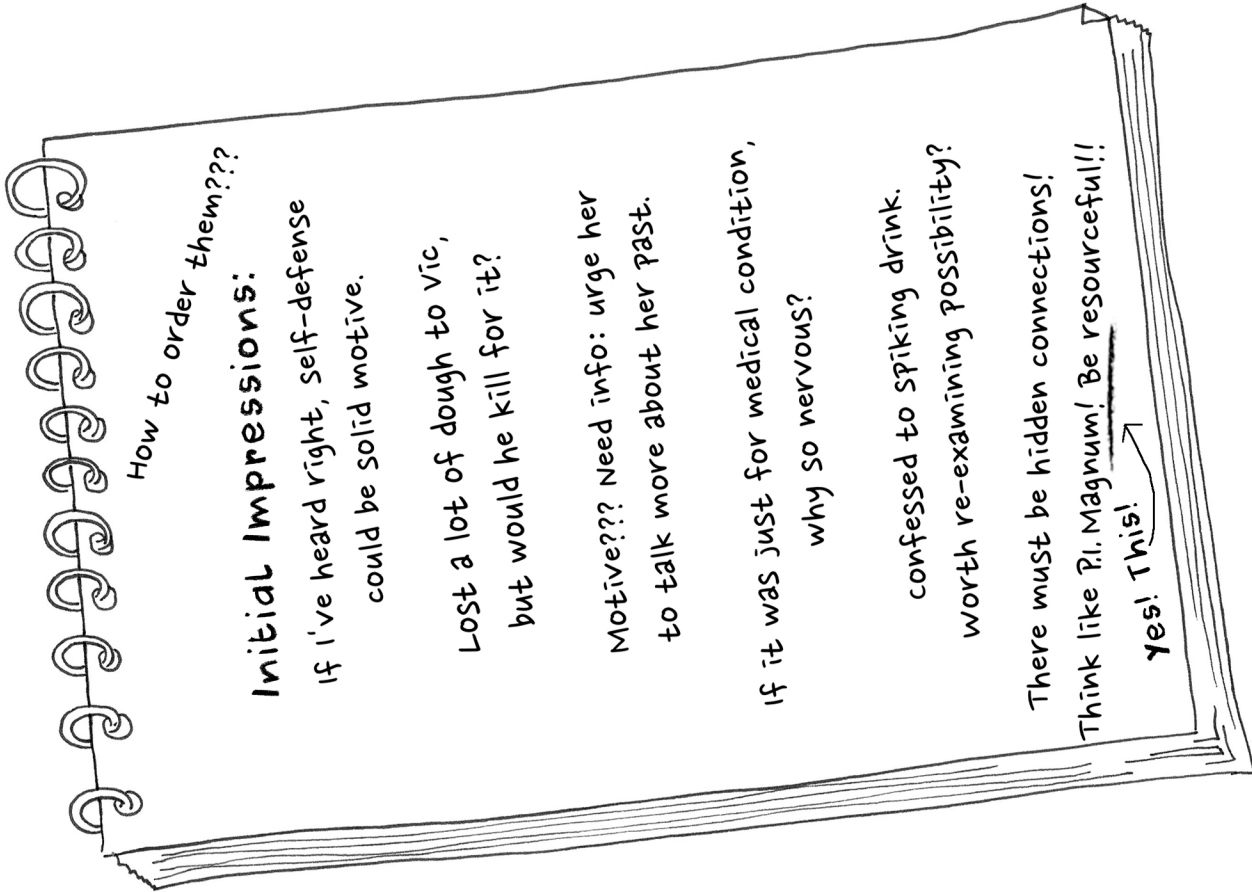 How to order them???
Initial Impressions:
If I've heard right, self-defense
could be solid motive.
Lost a lot of dough to vic,
but would he kill for it?
Motive??? Need info: urge her
to talk more about her past.
If it was just for medical condition,
why so nervous?
confessed to spiking drink.
worth re-examining possibility?
There must be hidden connections!
Think like P.I. Magnum! Be resourceful!!
Yes! This!